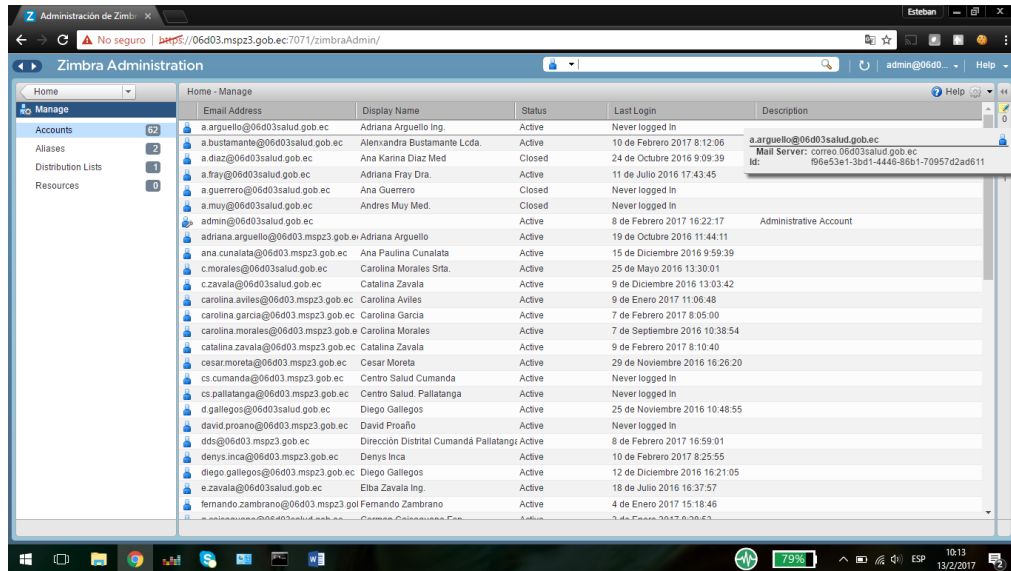 Administración de Zimbr
Esteban
No seguro https://06d03.mspz3.gob.ec:7071/zimbraAdmin/
Zimbra Administration
admin@06d0...
Help
Home
Home - Manage
Help
Manage
Email Address Display Name Status Last Login Description
0
Accounts 62
Aliases 2
Distribution Lists 1
Resources 0
a.arguello@06d03salud.gob.ec Adriana Arguello Ing. Active Never logged In
a.bustamante@06d03salud.gob.ec Alenxandra Bustamante Lcda. Active 10 de Febrero 2017 8:12:06
a.diaz@06d03salud.gob.ec Ana Karina Diaz Med Closed 24 de Octubre 2016 9:09:39
a.fray@06d03salud.gob.ec Adriana Fray Dra. Active 11 de Julio 2016 17:43:45
a.guerrero@06d03salud.gob.ec Ana Guerrero Closed Never logged In
a.muy@06d03salud.gob.ec Andres Muy Med. Closed Never logged In
admin@06d03salud.gob.ec Active 8 de Febrero 2017 16:22:17 Administrative Account
adriana.arguello@06d03.mspz3.gob.e Adriana Arguello Active 19 de Octubre 2016 11:44:11
ana.cunalata@06d03.mspz3.gob.ec Ana Paulina Cunalata Active 15 de Diciembre 2016 9:59:39
c.morales@06d03salud.gob.ec Carolina Morales Srta. Active 25 de Mayo 2016 13:30:01
c.zavala@06d03salud.gob.ec Catalina Zavala Active 9 de Diciembre 2016 13:03:42
carolina.aviles@06d03.mspz3.gob.ec Carolina Aviles Active 9 de Enero 2017 11:06:48
carolina.garcia@06d03.mspz3.gob.ec Carolina Garcia Active 7 de Febrero 2017 8:05:00
carolina.morales@06d03.mspz3.gob.e Carolina Morales Active 7 de Septiembre 2016 10:38:54
catalina.zavala@06d03.mspz3.gob.ec Catalina Zavala Active 9 de Febrero 2017 8:10:40
cesar.moreta@06d03.mspz3.gob.ec Cesar Moreta Active 29 de Noviembre 2016 16:26:20
cs.cumanda@06d03.mspz3.gob.ec Centro Salud Cumanda Active Never logged In
cs.pallatanga@06d03.mspz3.gob.ec Centro Salud. Pallatanga Active Never logged In
d.gallegos@06d03salud.gob.ec Diego Gallegos Active 25 de Noviembre 2016 10:48:55
david.proano@06d03.mspz3.gob.ec David Proaño Active Never logged In
dds@06d03.mspz3.gob.ec Dirección Distrital Cumandá Pallatanga Active 8 de Febrero 2017 16:59:01
denys.inca@06d03.mspz3.gob.ec Denys Inca Active 10 de Febrero 2017 8:25:55
diego.gallegos@06d03.mspz3.gob.ec Diego Gallegos Active 12 de Diciembre 2016 16:21:05
e.zavala@06d03salud.gob.ec Elba Zavala Ing. Active 18 de Julio 2016 16:37:57
fernando.zambrano@06d03.mspz3.gol Fernando Zambrano Active 4 de Enero 2017 15:18:46
a.arguello@06d03salud.gob.ec
Mail Server: correo.06d03salud.gob.ec
Id: f96e53e1-3bd1-4446-86b1-70957d2ad611
79%
ESP
10:13
13/2/2017